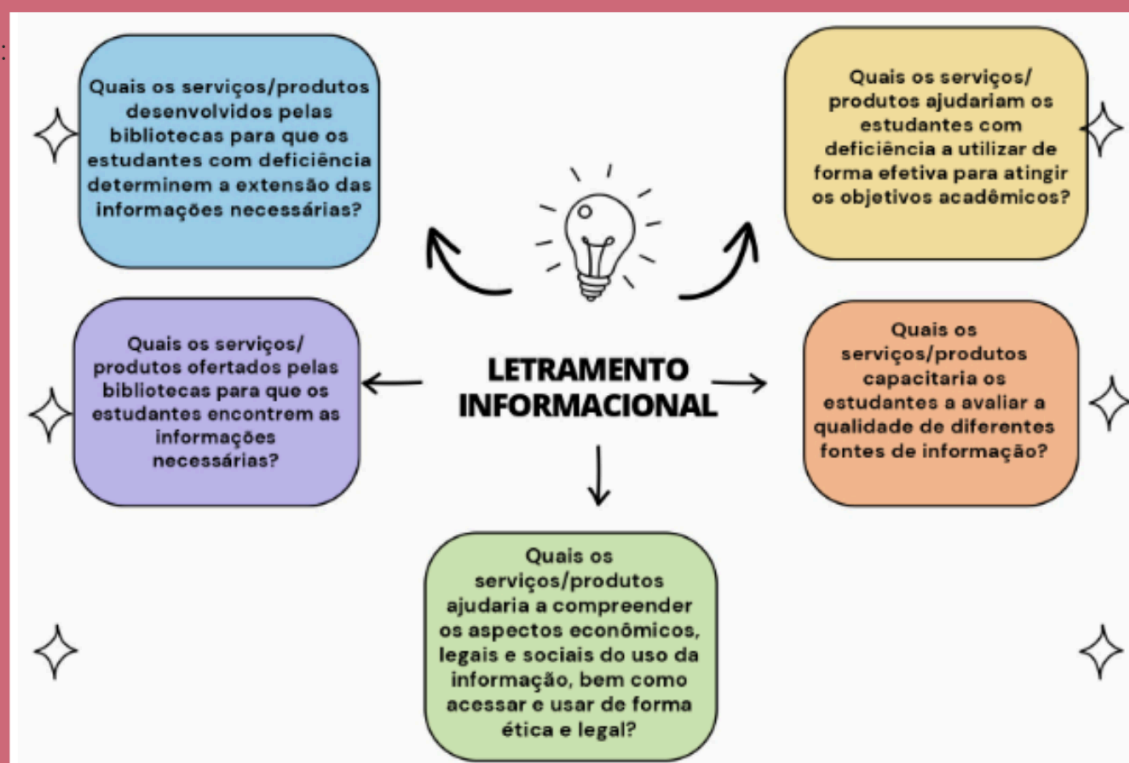 Quais os serviços/produtos
desenvolvidos pelas
bibliotecas para que os
estudantes com deficiência
determinem a extensão das
informações necessárias?
Quais os serviços/
produtos ajudariam os
estudantes com
deficiência a utilizar de
forma efetiva para atingir
os objetivos acadêmicos?
Quais os serviços/
produtos ofertados pelas
bibliotecas para que os
estudantes encontrem as
informações
necessárias?
LETRAMENTO
INFORMACIONAL
Quais os
serviços/produtos
capacitaria os
estudantes a avaliar a
qualidade de diferentes
fontes de informação?
Quais os
serviços/produtos
ajudaria a compreender
os aspectos econômicos,
legais e sociais do uso da
informação, bem como
acessar e usar de forma
ética e legal?